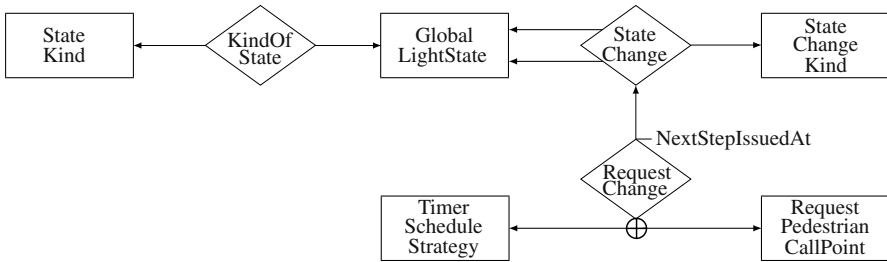 State
Kind
KindOf
State
Global
LightState
State
Change
State
Change
Kind
NextStepIssuedAt
Request
Change
Timer
Schedule
Strategy
Request
Pedestrian
CallPoint